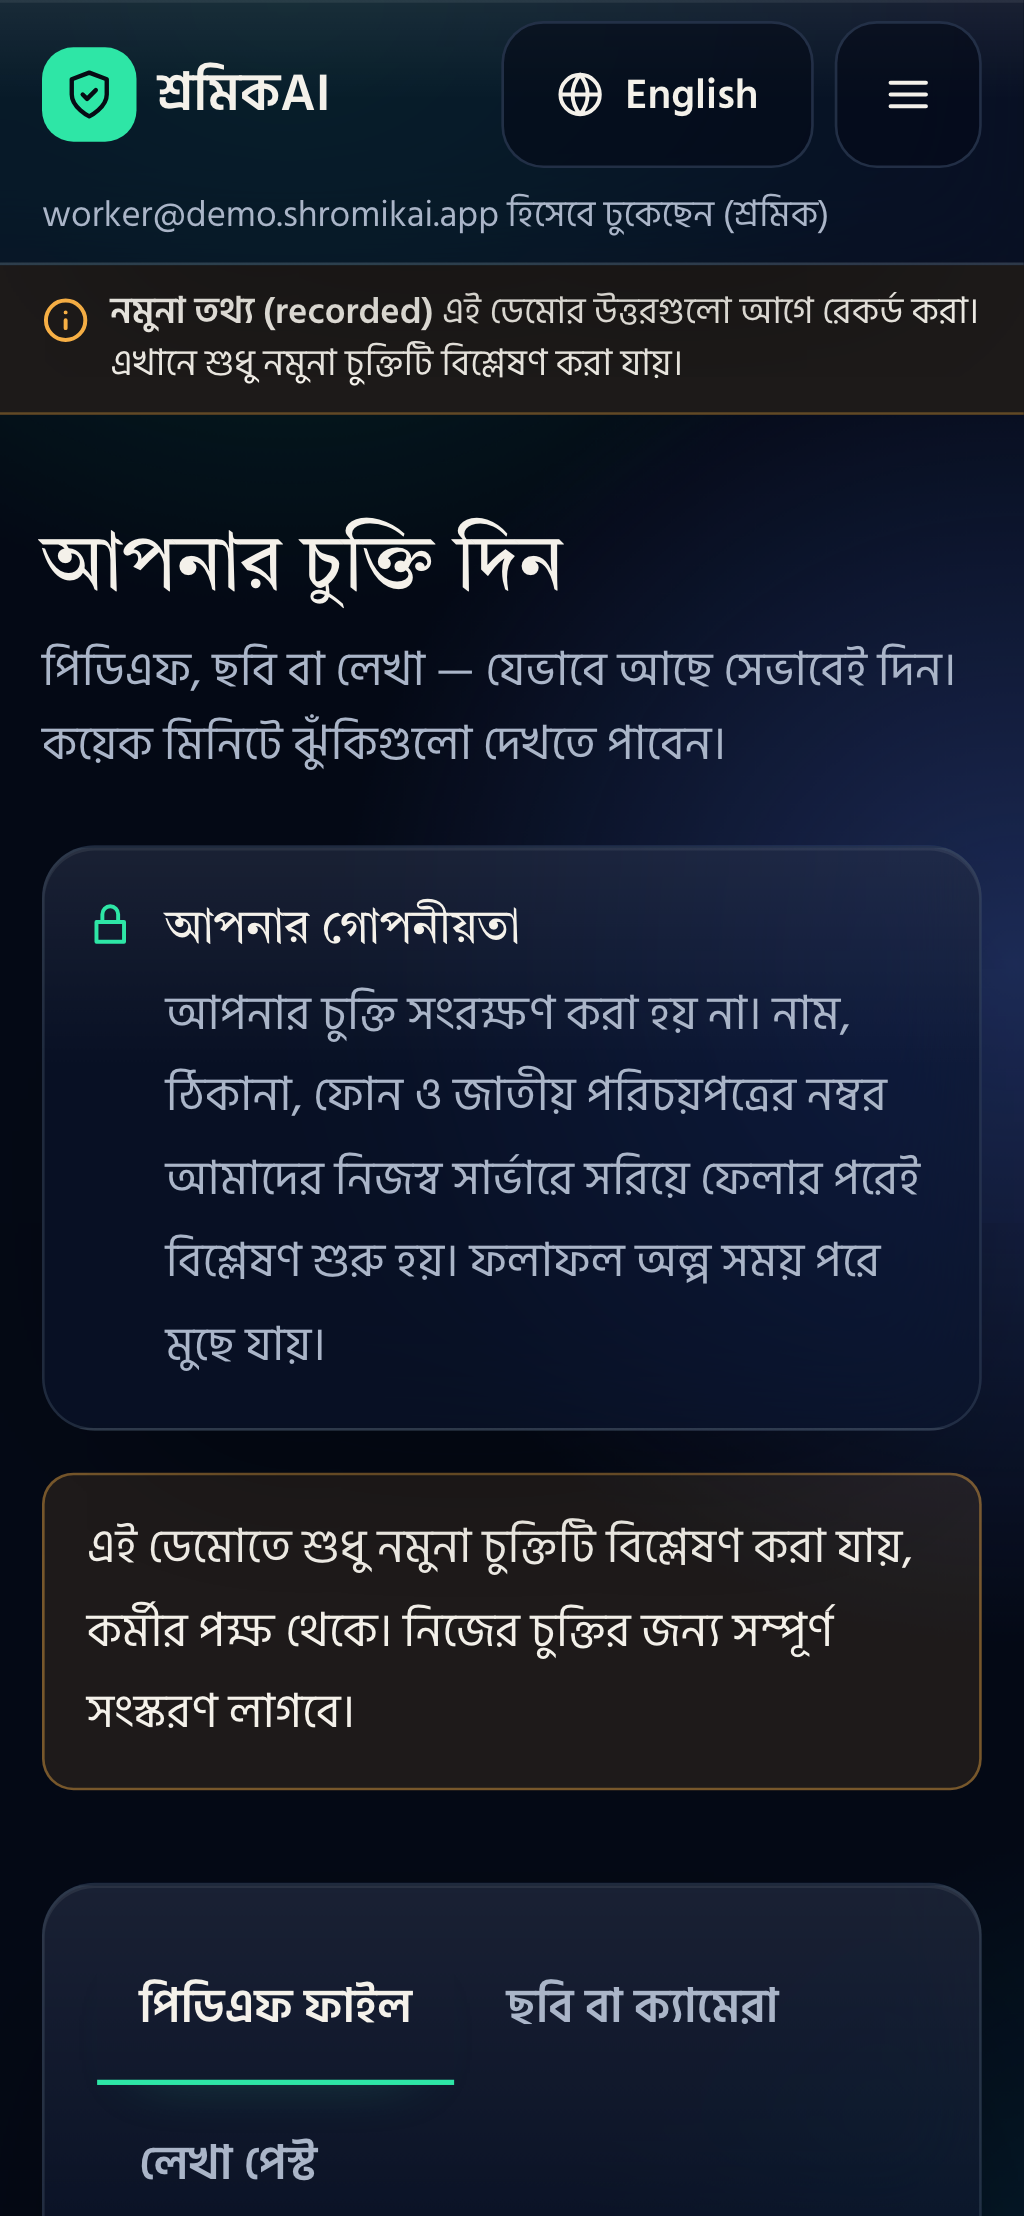 শ্রমিকAI
English
worker@demo.shromikai.app হিসেবে ঢুকেছেন (শ্রমিক)
নমুনা তথ্য (recorded) এই ডেমোর উত্তরগুলো আগে রেকর্ড করা।
এখানে শুধু নমুনা চুক্তিটি বিশ্লেষণ করা যায়।
আপনার চুক্তি দিন
পিডিএফ, ছবি বা লেখা — যেভাবে আছে সেভাবেই দিন।
কয়েক মিনিটে ঝুঁকিগুলো দেখতে পাবেন।
আপনার গোপনীয়তা
আপনার চুক্তি সংরক্ষণ করা হয় না। নাম,
ঠিকানা, ফোন ও জাতীয় পরিচয়পত্রের নম্বর
আমাদের নিজস্ব সার্ভারে সরিয়ে ফেলার পরেই
বিশ্লেষণ শুরু হয়। ফলাফল অল্প সময় পরে
মুছে যায়।
এই ডেমোতে শুধু নমুনা চুক্তিটি বিশ্লেষণ করা যায়,
কর্মীর পক্ষ থেকে। নিজের চুক্তির জন্য সম্পূর্ণ
সংস্করণ লাগবে।
পিডিএফ ফাইল
ছবি বা ক্যামেরা
লেখা পেস্ট